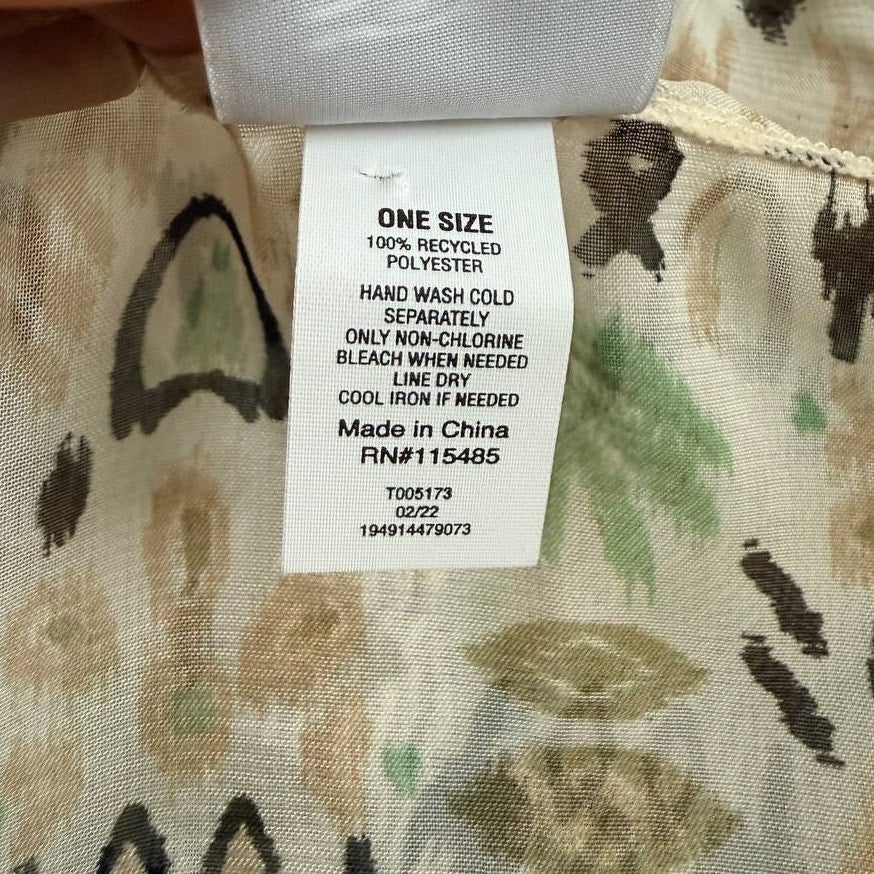 ONE SIZE
100% RECYCLED
POLYESTER
HAND WASH COLD
SEPARATELY
ONLY NON-CHLORINE
BLEACH WHEN NEEDED
LINE DRY
COOL IRON IF NEEDED
Made in China
RN#115485
T005173
02/22
194914479073